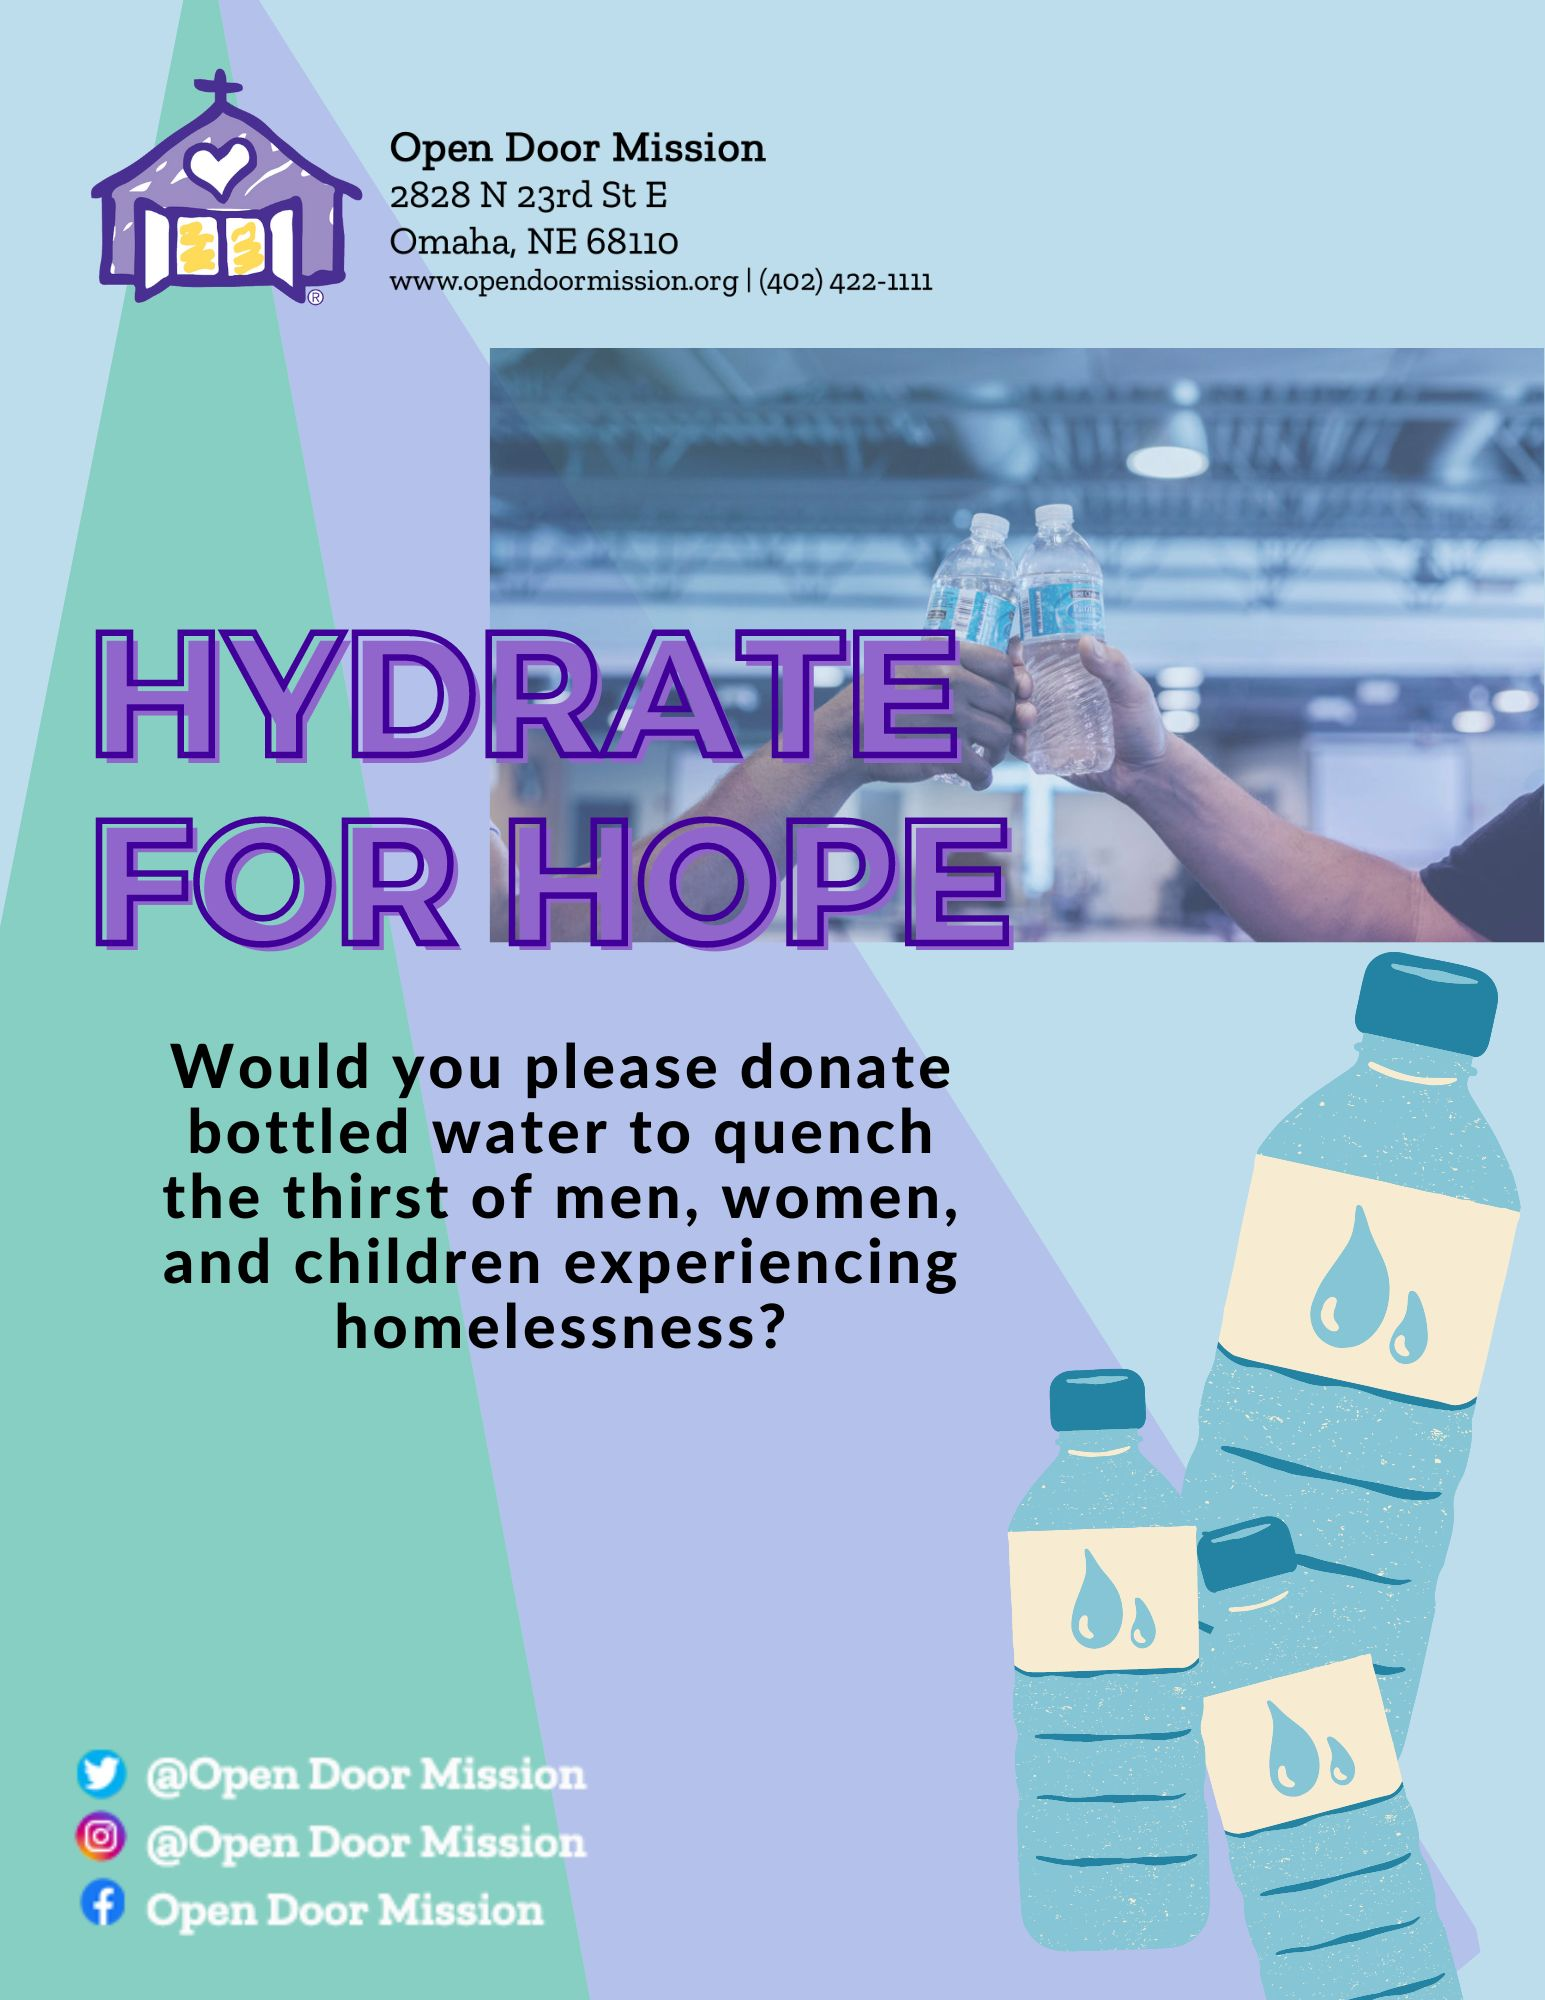 Open Door Mission
2828 N 23rd St E
Omaha, NE 68110
www.opendoormission.org | (402) 422-1111
®
HYDRATE
FOR HOPE
Would you please donate
bottled water to quench
the thirst of men, women,
and children experiencing
homelessness?
@Open Door Mission
@Open Door Mission
Open Door Mission